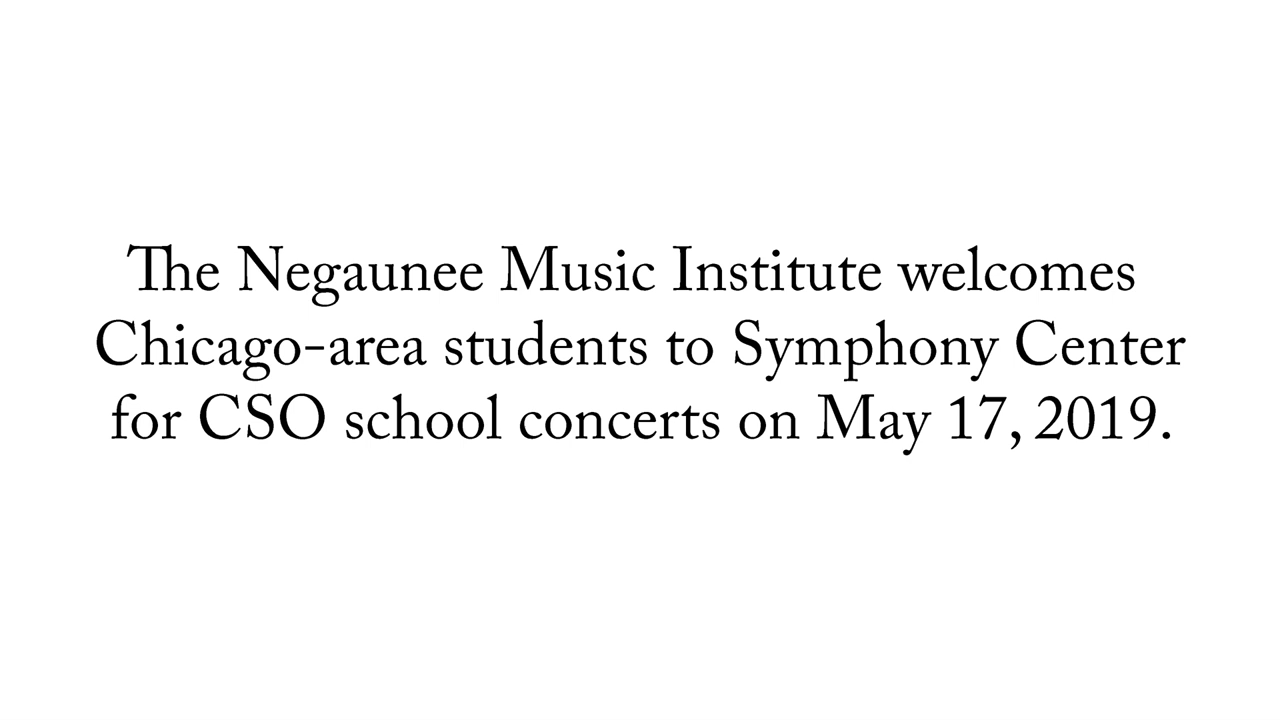 The Negaunee Music Institute welcomes
Chicago-area students to Symphony Center
for CSO school concerts on May 17, 2019.